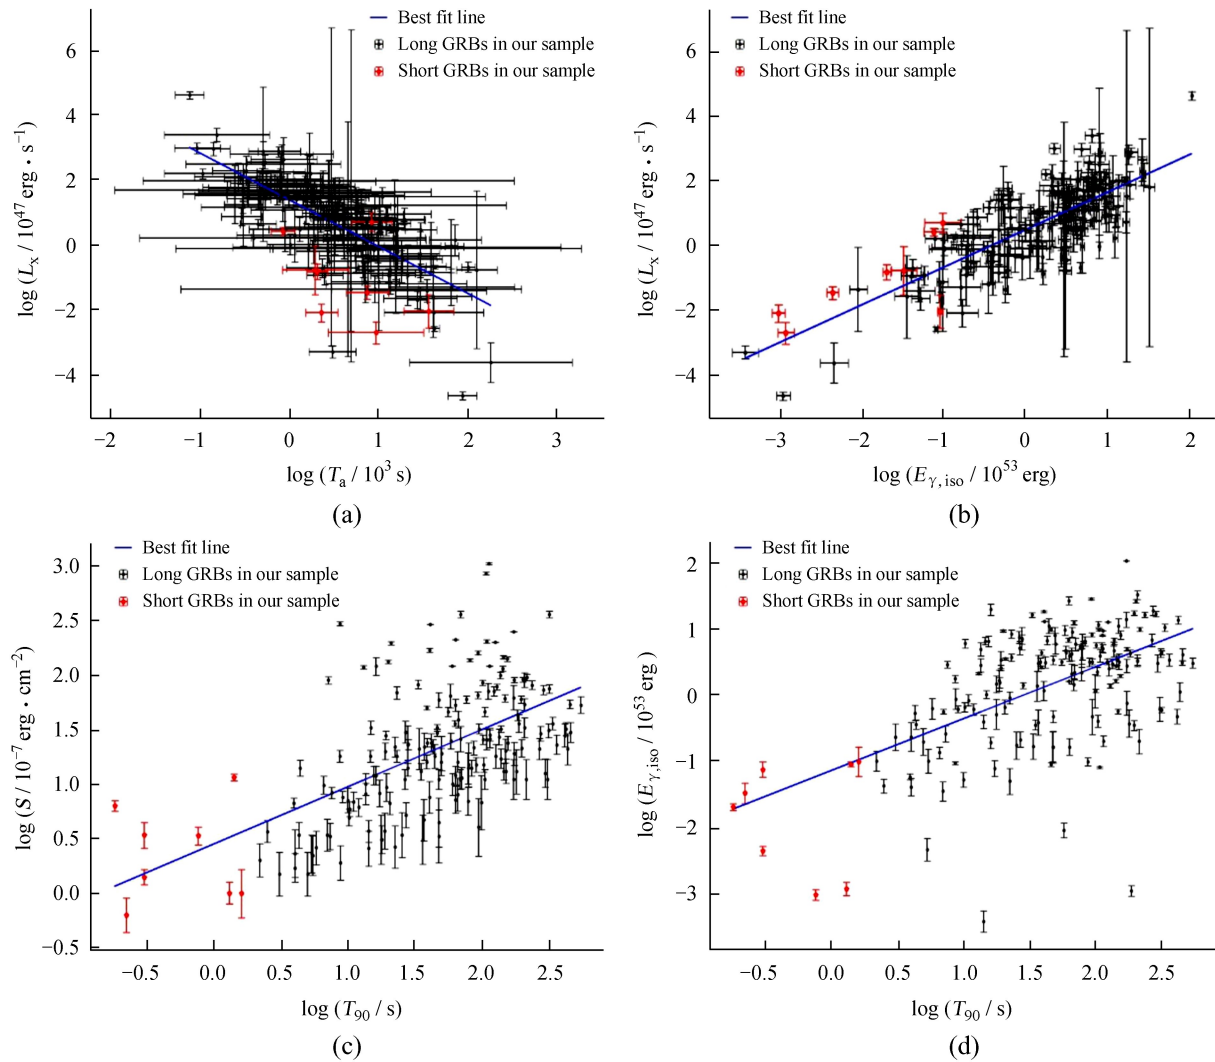 Best fit line
Long GRBs in our sample
Short GRBs in our sample
log (Lx / 10^47 erg • s^−1)
6
4
2
0
−2
−4
−2 −1 0 1 2 3
log (Ta / 10^3 s)
(a)
Best fit line
Long GRBs in our sample
Short GRBs in our sample
log (Lx / 10^47 erg • s^−1)
6
4
2
0
−2
−4
−3 −2 −1 0 1 2
log (Eγ, iso / 10^53 erg)
(b)
Best fit line
Long GRBs in our sample
Short GRBs in our sample
log (S / 10^−7 erg • cm^−2)
3.0
2.5
2.0
1.5
1.0
0.5
0.0
−0.5
−0.5 0.0 0.5 1.0 1.5 2.0 2.5
log (T90 / s)
(c)
Best fit line
Long GRBs in our sample
Short GRBs in our sample
log (Eγ,iso / 10^53 erg )
2
1
0
−1
−2
−3
−0.5 0.0 0.5 1.0 1.5 2.0 2.5
log (T90 / s)
(d)